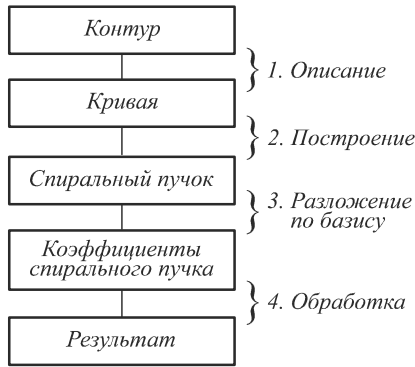 Контур
1. Описание
Кривая
2. Построение
Спиральный пучок
3. Разложение
по базису
Коэффициенты
спирального пучка
4. Обработка
Результат